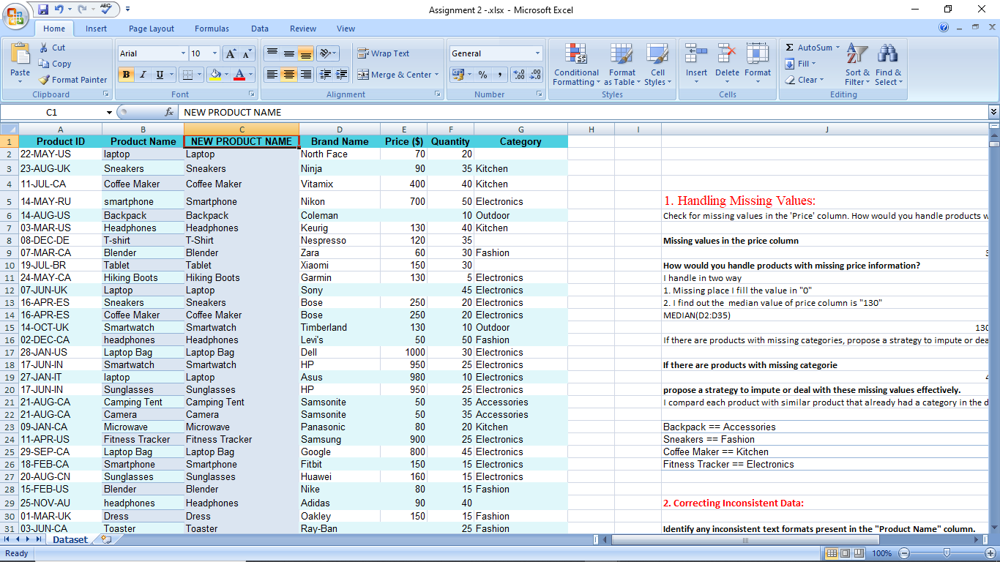 Assignment 2 -.xlsx - Microsoft Excel
Home Insert Page Layout Formulas Data Review View
Paste Cut Copy Format Painter Clipboard
Arial 10 A A B I U A Font
Wrap Text Merge & Center Alignment
General % , .00 .00 Number
Conditional Formatting Format as Table Cell Styles Styles
Insert Delete Format Cells
Σ AutoSum Fill Clear Sort & Filter Find & Select Editing
C1 fx NEW PRODUCT NAME
A B C D E F G H I J
1 Product ID Product Name NEW PRODUCT NAME Brand Name Price ($) Quantity Category
2 22-MAY-US laptop Laptop North Face 70 20
3 23-AUG-UK Sneakers Sneakers Ninja 90 35 Kitchen
4 11-JUL-CA Coffee Maker Coffee Maker Vitamix 400 40 Kitchen
5 14-MAY-RU smartphone Smartphone Nikon 700 50 Electronics 1. Handling Missing Values:
6 14-AUG-US Backpack Backpack Coleman 10 Outdoor Check for missing values in the 'Price' column. How would you handle products w
7 03-MAR-US Headphones Headphones Keurig 130 40 Kitchen
8 08-DEC-DE T-shirt T-Shirt Nespresso 120 35 Missing values in the price column
9 07-MAR-CA Blender Blender Zara 60 30 Fashion
10 19-JUL-BR Tablet Tablet Xiaomi 150 30 How would you handle products with missing price information?
11 24-MAY-CA Hiking Boots Hiking Boots Garmin 130 5 Electronics I handle in two way
12 07-JUN-UK Laptop Laptop Sony 45 Electronics 1. Missing place I fill the value in "0"
13 16-APR-ES Sneakers Sneakers Bose 250 20 Electronics 2. I find out the median value of price column is "130"
14 16-APR-ES Coffee Maker Coffee Maker Bose 250 20 Electronics MEDIAN(D2:D35)
15 14-OCT-UK Smartwatch Smartwatch Timberland 130 10 Outdoor 130
16 02-DEC-CA headphones Headphones Levi's 50 50 Fashion If there are products with missing categories, propose a strategy to impute or dea
17 28-JAN-US Laptop Bag Laptop Bag Dell 1000 30 Electronics
18 17-JUN-IN Smartwatch Smartwatch HP 950 25 Electronics If there are products with missing categorie
19 27-JAN-IT laptop Laptop Asus 980 10 Electronics
20 17-JUN-IN Sunglasses Sunglasses HP 950 25 Electronics propose a strategy to impute or deal with these missing values effectively.
21 21-AUG-CA Camping Tent Camping Tent Samsonite 50 35 Accessories I compard each product with similar product that already had a category in the d
22 21-AUG-CA Camera Camera Samsonite 50 35 Accessories
23 09-JAN-CA Microwave Microwave Panasonic 80 20 Kitchen Backpack == Accessories
24 11-APR-US Fitness Tracker Fitness Tracker Samsung 900 25 Electronics Sneakers == Fashion
25 29-SEP-CA Laptop Bag Laptop Bag Google 800 45 Electronics Coffee Maker == Kitchen
26 18-FEB-CA Smartphone Smartphone Fitbit 150 15 Electronics Fitness Tracker == Electronics
27 20-AUG-CN Sunglasses Sunglasses Huawei 160 15 Electronics
28 15-FEB-US Blender Blender Nike 80 15 Fashion
29 25-NOV-AU headphones Headphones Adidas 90 40 2. Correcting Inconsistent Data:
30 01-MAR-UK Dress Dress Oakley 150 15 Fashion
31 03-JUN-CA Toaster Toaster Ray-Ban 25 Fashion Identify any inconsistent text formats present in the "Product Name" column.
Dataset
Ready 100%